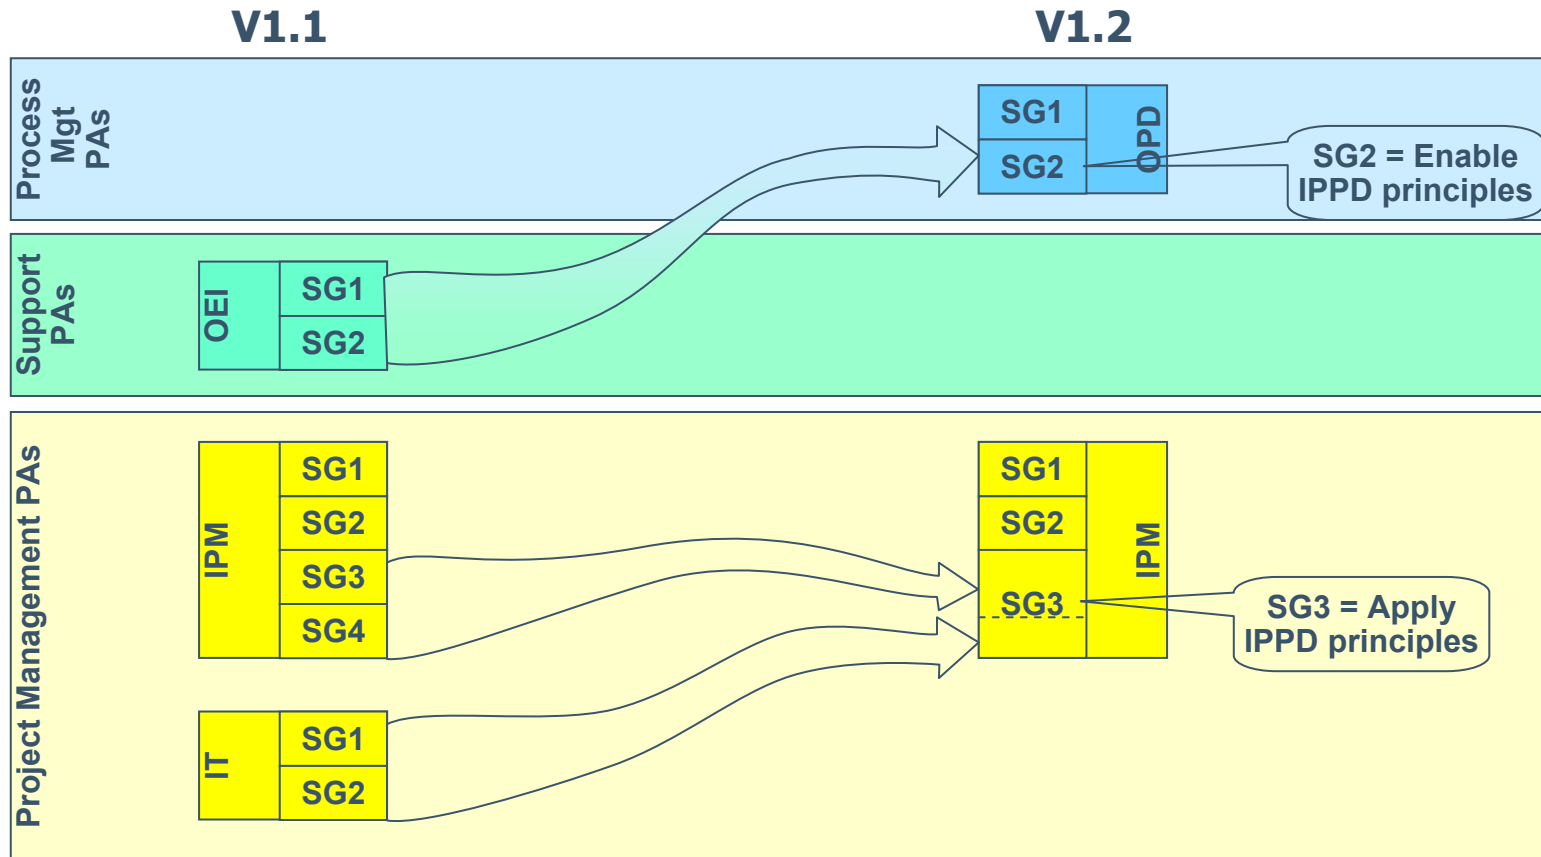 V1.1
V1.2
Process
Mgt
PAs
SG1
SG2
OPD
SG2 = Enable
IPPD principles
Support
PAs
OEI
SG1
SG2
Project Management PAs
IPM
SG1
SG2
SG3
SG4
SG1
SG2
SG3
IPM
SG3 = Apply
IPPD principles
IT
SG1
SG2